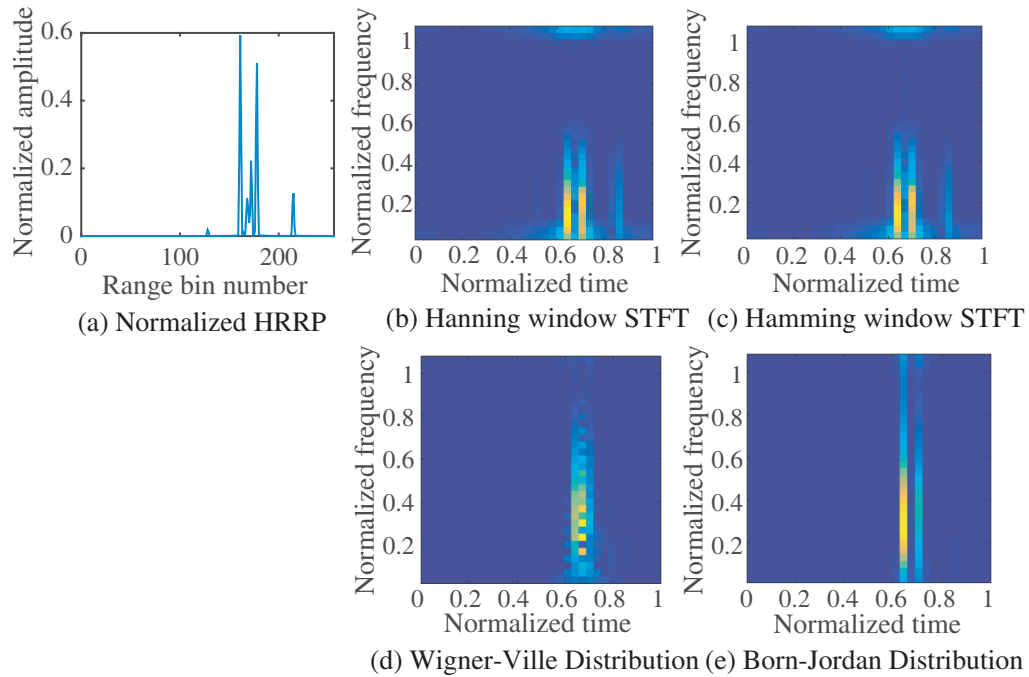 Normalized amplitude
0.6
0.4
0.2
0
0 100 200
Range bin number
(a) Normalized HRRP
Normalized frequency
1
0.8
0.6
0.4
0.2
0 0.2 0.4 0.6 0.8 1
Normalized time
(b) Hanning window STFT
Normalized frequency
1
0.8
0.6
0.4
0.2
0 0.2 0.4 0.6 0.8 1
Normalized time
(c) Hamming window STFT
Normalized frequency
1
0.8
0.6
0.4
0.2
0 0.2 0.4 0.6 0.8 1
Normalized time
(d) Wigner-Ville Distribution
Normalized frequency
1
0.8
0.6
0.4
0.2
0 0.2 0.4 0.6 0.8 1
Normalized time
(e) Born-Jordan Distribution